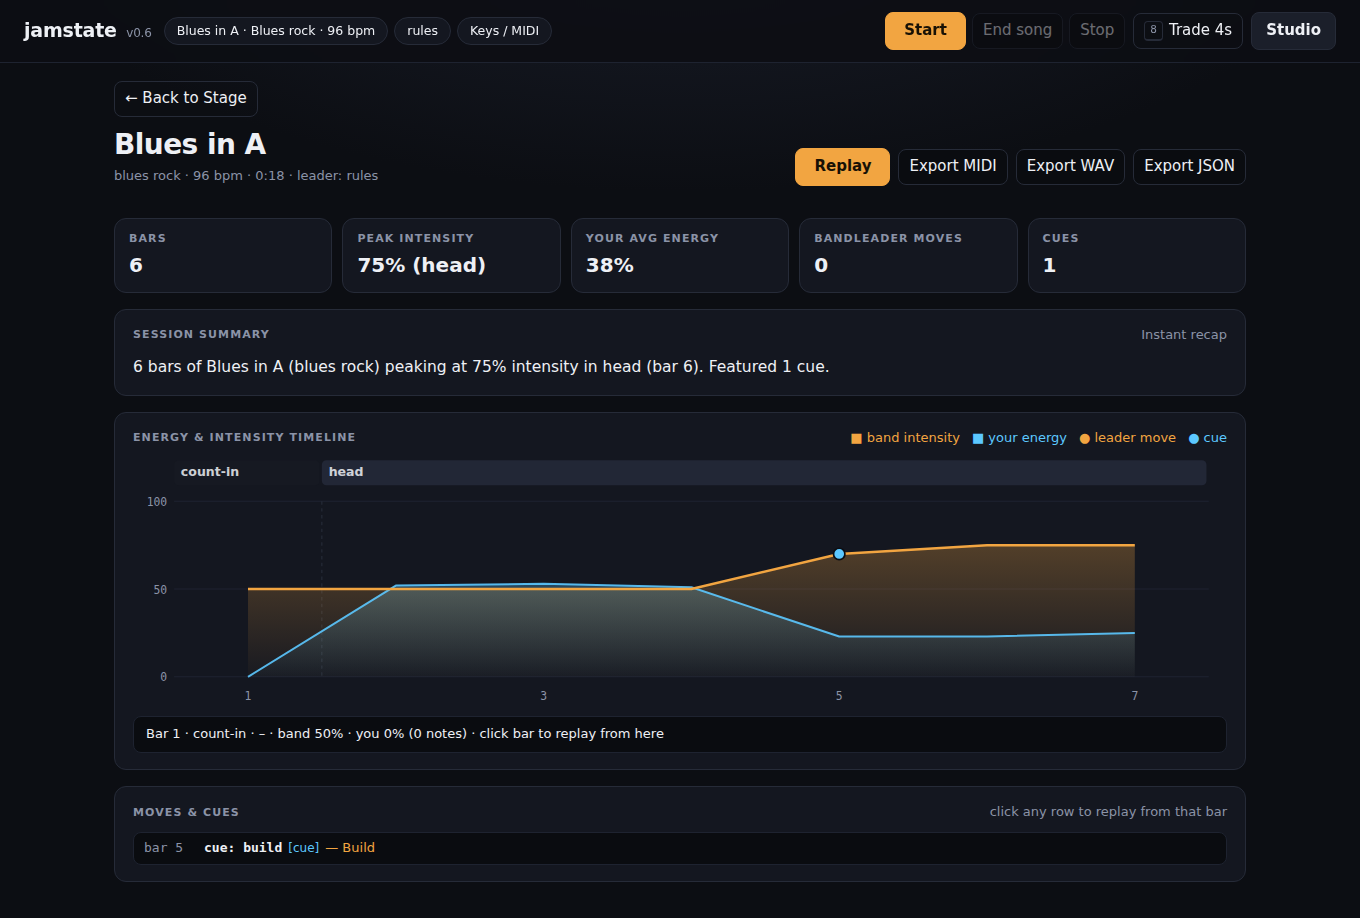 jamstate v0.6 Blues in A · Blues rock · 96 bpm rules Keys / MIDI Start End song Stop 8 Trade 4s Studio
← Back to Stage
Blues in A
blues rock · 96 bpm · 0:18 · leader: rules
Replay Export MIDI Export WAV Export JSON
BARS PEAK INTENSITY YOUR AVG ENERGY BANDLEADER MOVES CUES
6 75% (head) 38% 0 1
SESSION SUMMARY Instant recap
6 bars of Blues in A (blues rock) peaking at 75% intensity in head (bar 6). Featured 1 cue.
ENERGY & INTENSITY TIMELINE band intensity your energy leader move cue
count-in head
100
50
0
1 3 5 7
Bar 1 · count-in · – · band 50% · you 0% (0 notes) · click bar to replay from here
MOVES & CUES click any row to replay from that bar
bar 5 cue: build [cue] — Build